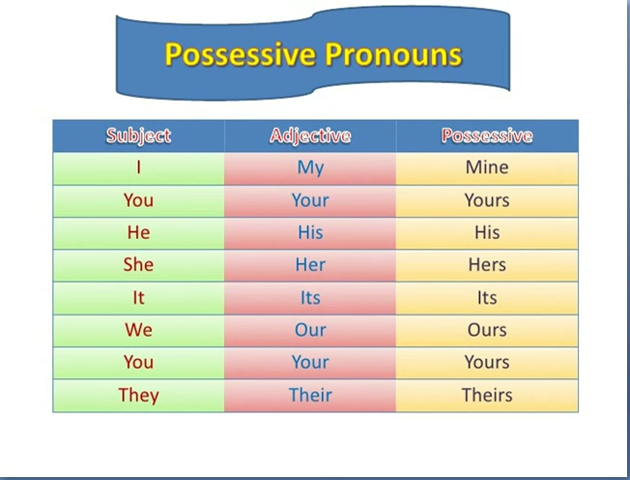 Possessive Pronouns
Subject Adjective Possessive
I My Mine
You Your Yours
He His His
She Her Hers
It Its Its
We Our Ours
You Your Yours
They Their Theirs